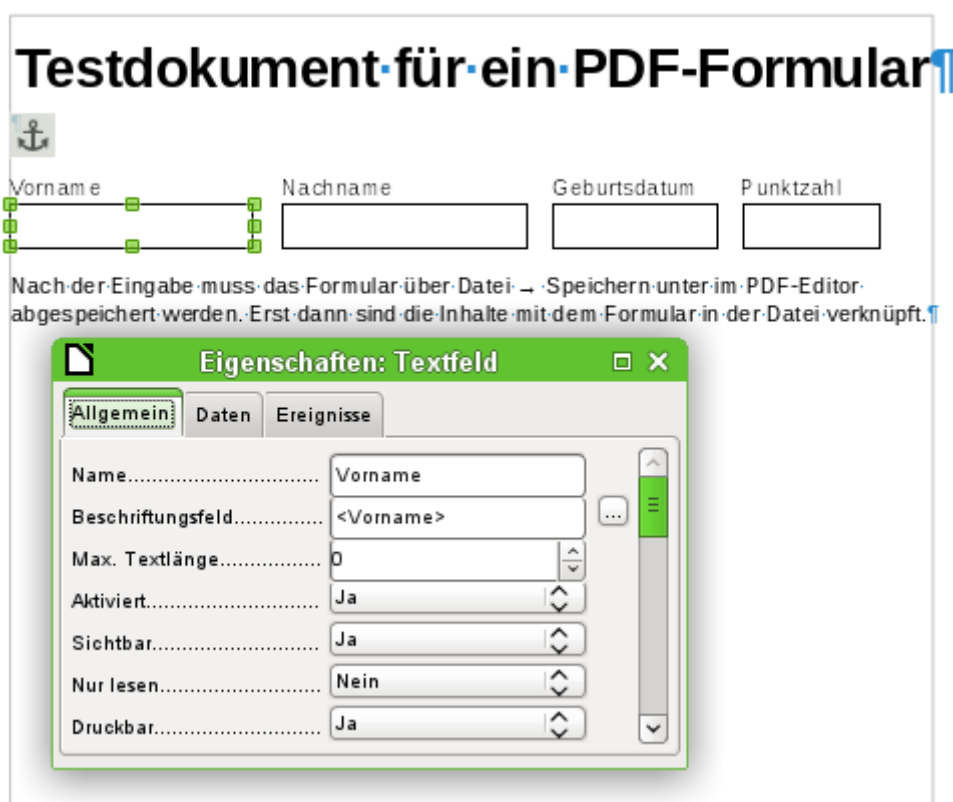 Testdokument für ein PDF-Formular¶
Vorname Nachname Geburtsdatum Punktzahl
Nach der Eingabe muss das Formular über Datei → Speichern unter im PDF-Editor
abgespeichert werden. Erst dann sind die Inhalte mit dem Formular in der Datei verknüpft.¶
Eigenschaften: Textfeld
Allgemein Daten Ereignisse
Name................................ Vorname
Beschriftungsfeld............... <Vorname> ...
Max. Textlänge................. 0
Aktiviert............................. Ja
Sichtbar............................ Ja
Nur lesen........................... Nein
Druckbar............................ Ja